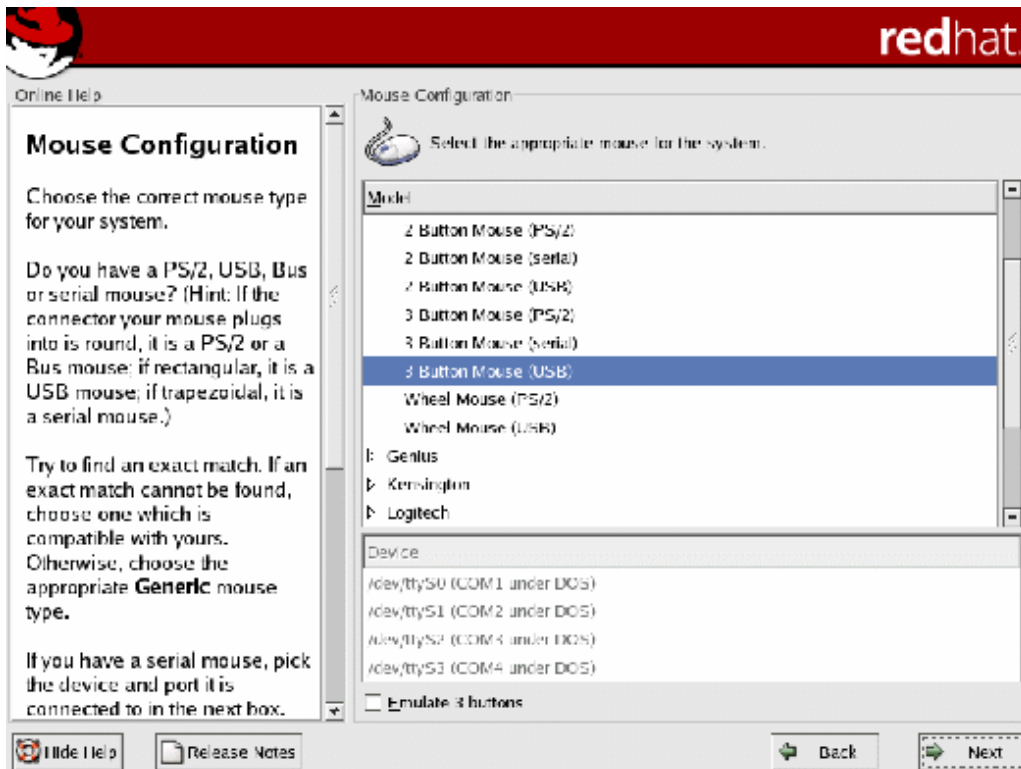 redhat.
Online Help
Mouse Configuration
Choose the correct mouse type
for your system.
Do you have a PS/2, USB, Bus
or serial mouse? (Hint: If the
connector your mouse plugs
into is round, it is a PS/2 or a
Bus mouse; if rectangular, it is a
USB mouse; if trapezoidal, it is
a serial mouse.)
Try to find an exact match. If an
exact match cannot be found,
choose one which is
compatible with yours.
Otherwise, choose the
appropriate Generic mouse
type.
If you have a serial mouse, pick
the device and port it is
connected to in the next box.
Mouse Configuration
Select the appropriate mouse for the system.
Model
2 Button Mouse (PS/2)
2 Button Mouse (serial)
2 Button Mouse (USB)
3 Button Mouse (PS/2)
3 Button Mouse (serial)
3 Button Mouse (USB)
Wheel Mouse (PS/2)
Wheel Mouse (USB)
Genius
Kensington
Logitech
Device
/dev/ttyS0 (COM1 under DOS)
/dev/ttyS1 (COM2 under DOS)
/dev/ttyS2 (COM3 under DOS)
/dev/ttyS3 (COM4 under DOS)
Emulate 3 buttons
Hide Help
Release Notes
Back
Next